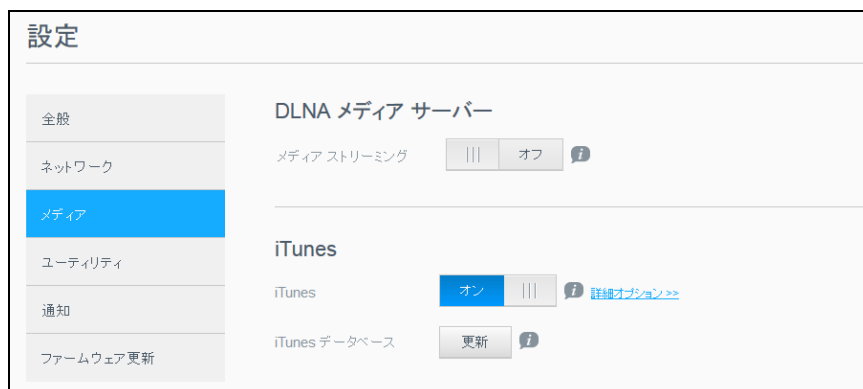 設定
全般
ネットワーク
メディア
ユーティリティ
通知
ファームウェア更新
DLNA メディア サーバー
メディア ストリーミング オフ
iTunes
iTunes オン 詳細オプション >>
iTunes データベース 更新